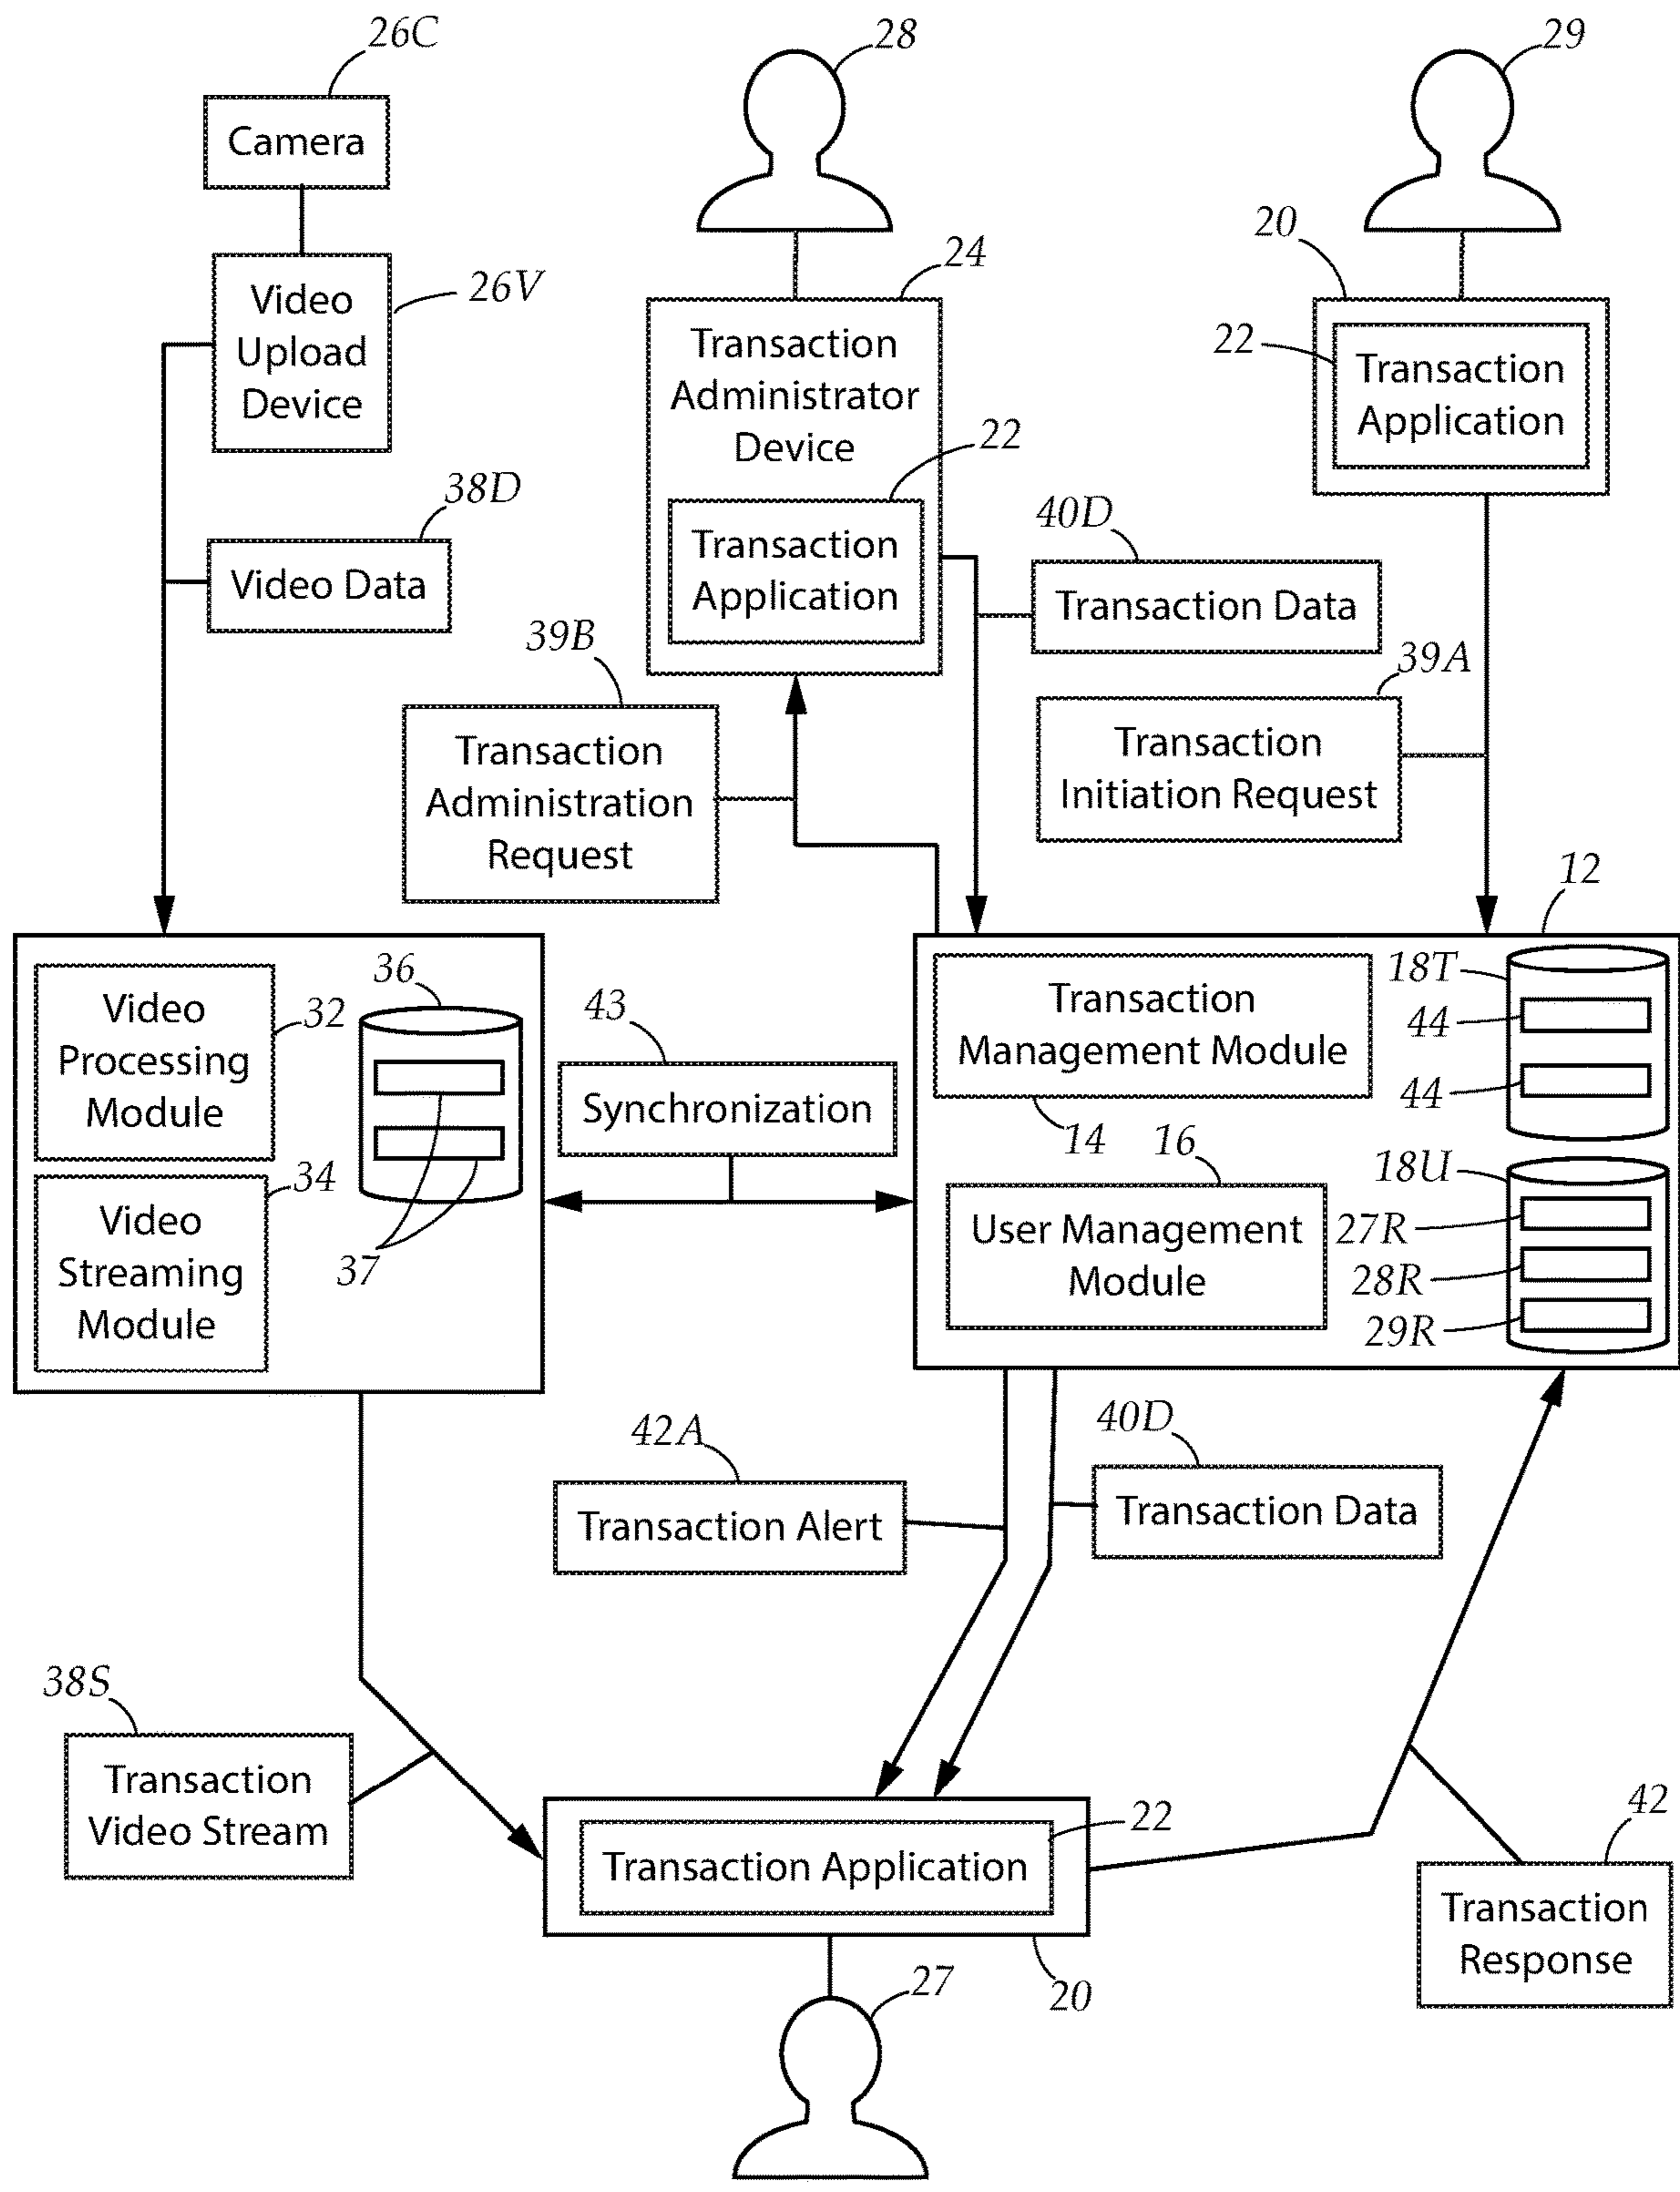 26C
28
29
Camera
20
24
26V
Video
Upload
Device
Transaction
Administrator
Device
22
Transaction
Application
22
38D
40D
Video Data
Transaction
Application
Transaction Data
39B
39A
Transaction
Administration
Request
Transaction
Initiation Request
12
36
18T
Video
Processing
Module
32
43
Transaction
Management Module
44
Synchronization
44
14
16
34
18U
Video
Streaming
Module
37
User Management
Module
27R
28R
29R
42A
40D
Transaction Alert
Transaction Data
38S
Transaction
Video Stream
22
42
Transaction Application
Transaction
Response
27
20